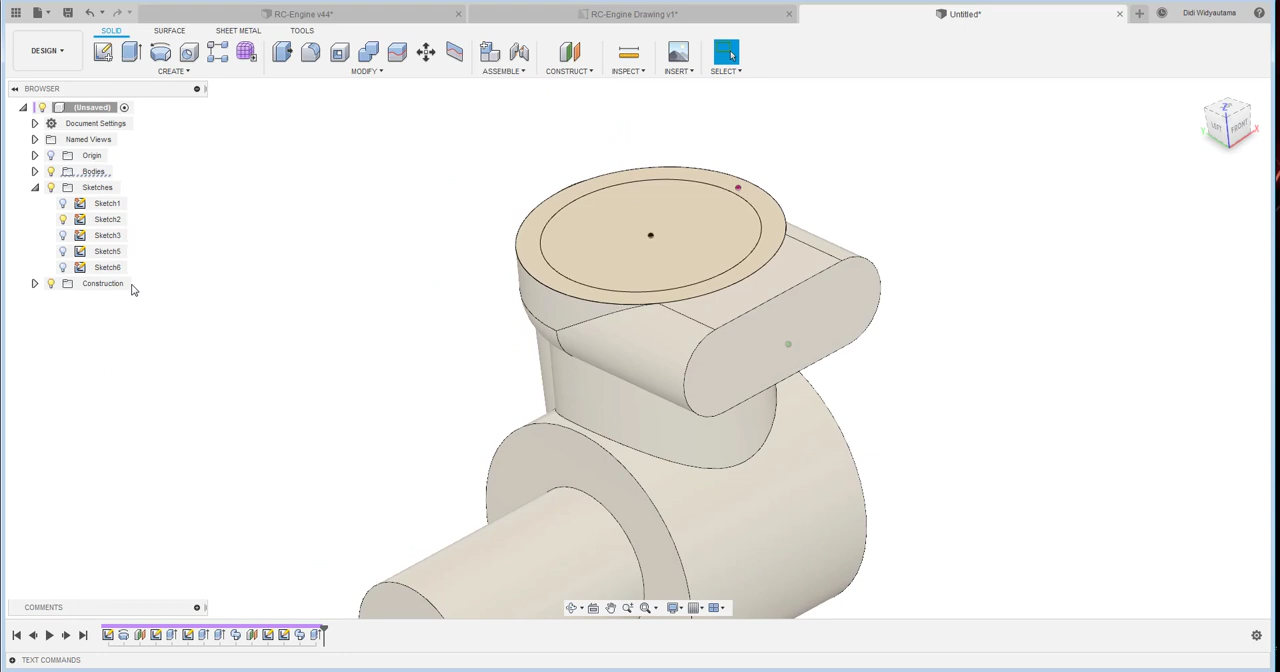 RC-Engine v44*
RC-Engine Drawing v1*
Untitled*
Didi Widyautama
SOLID SURFACE SHEET METAL TOOLS
DESIGN
CREATE MODIFY ASSEMBLE CONSTRUCT INSPECT INSERT SELECT
BROWSER
(Unsaved)
Document Settings
Named Views
Origin
Bodies
Sketches
Sketch1
Sketch2
Sketch3
Sketch5
Sketch6
Construction
Z
LEFT FRONT
Y X
COMMENTS
TEXT COMMANDS